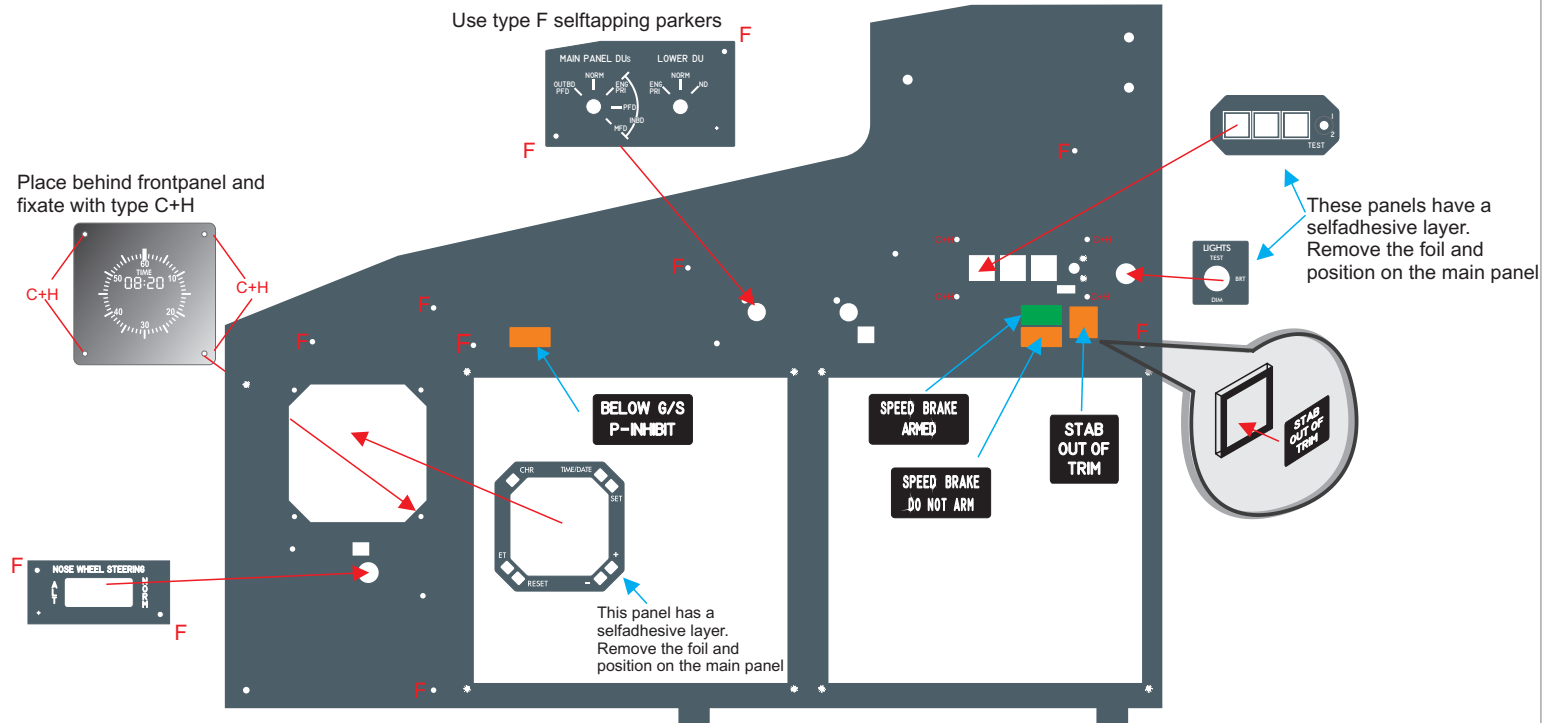 Use type F selftapping parkers
F
MAIN PANEL DUs
LOWER DU
NORM
OUTBD
PFD
ENG
PRI
PFD
INBD
MFD
NORM
ENG
PRI
ND
F
1
2
TEST
F
Place behind frontpanel and
fixate with type C+H
60
TIME
50
10
08:20
40
20
30
C+H
C+H
These panels have a
selfadhesive layer.
Remove the foil and
position on the main panel
LIGHTS
TEST
BRT
DIM
C+H
C+H
C+H
C+H
F
F
F
F
F
BELOW G/S
P-INHIBIT
SPEED BRAKE
ARMED
STAB
OUT OF
TRIM
SPEED BRAKE
DO NOT ARM
STAB
OUT OF
TRIM
CHR
TIME/DATE
SET
ET
RESET
+
-
This panel has a
selfadhesive layer.
Remove the foil and
position on the main panel
F
NOSE WHEEL STEERING
ALT
NORM
F
F